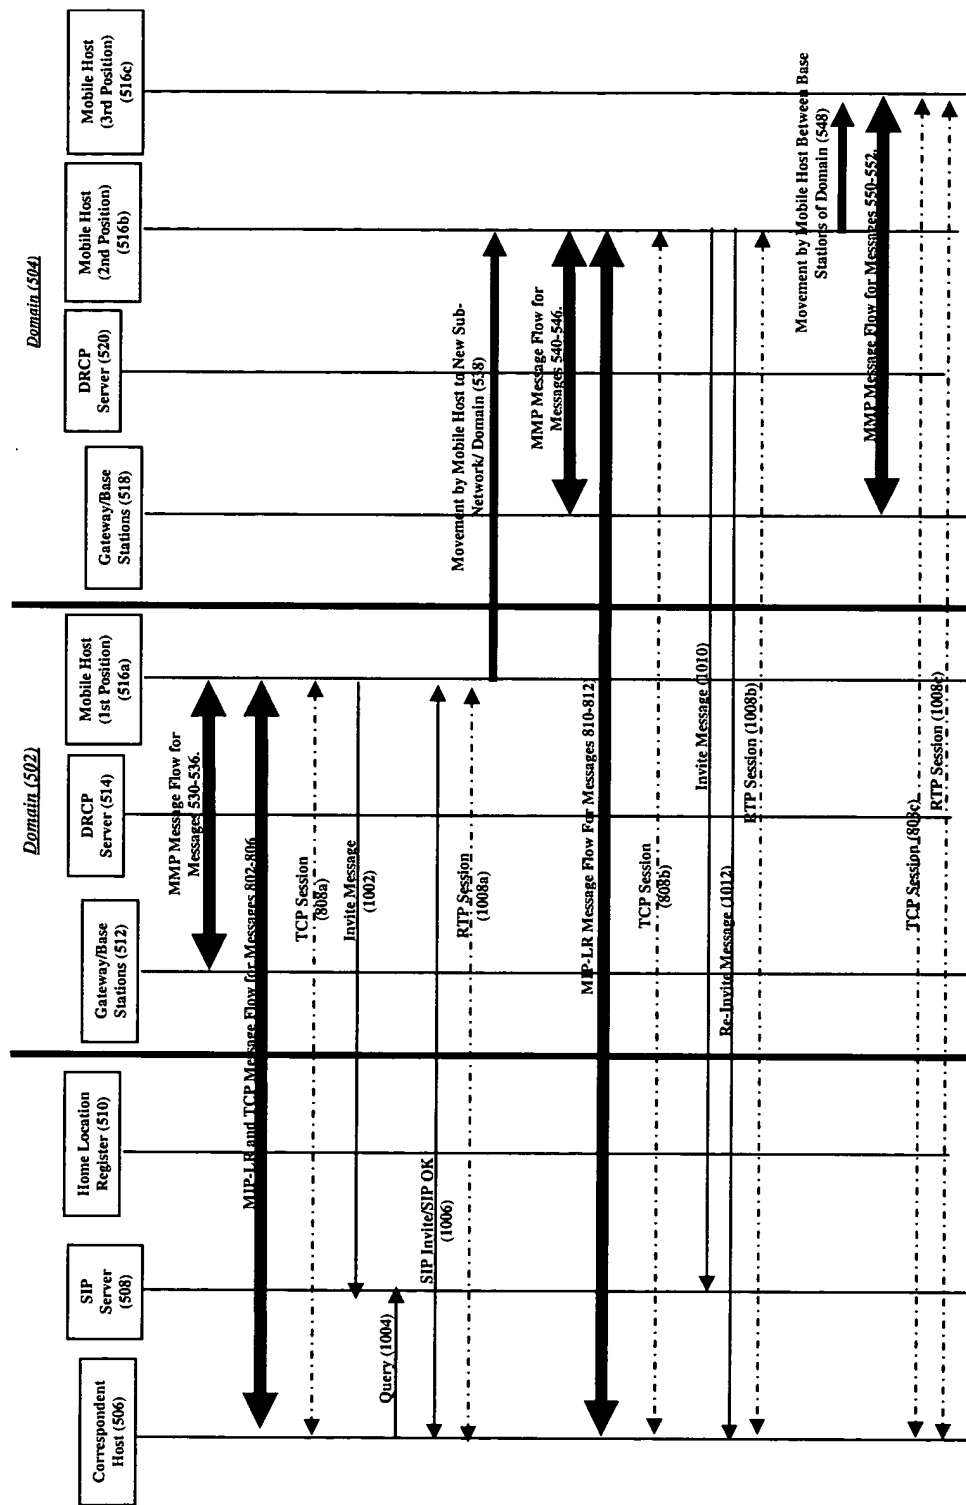 Domain (502)
Domain (504)
Correspondent
Host (506)
SIP
Server
(508)
Home Location
Register (510)
Gateway/Base
Stations (512)
DRCP
Server (514)
Mobile Host
(1st Position)
(516a)
Gateway/Base
Stations (518)
DRCP
Server (520)
Mobile Host
(2nd Position)
(516b)
Mobile Host
(3rd Position)
(516c)
MMP Message Flow for
Messages 530-536.
MIP-LR and TCP Message Flow for Messages 802-806
TCP Session
(808a)
Invite Message
(1002)
Query (1004)
SIP Invite/SIP OK
(1006)
RTP Session
(1008a)
Movement by Mobile Host to New Sub-
Network/ Domain (538)
MMP Message Flow for
Messages 540-546.
MIP-LR Message Flow For Messages 810-812
TCP Session
(808b)
Invite Message (1010)
Re-Invite Message (1012)
RTP Session (1008b)
Movement by Mobile Host Between Base
Stations of Domain (548)
MMP Message Flow for Messages 550-552.
TCP Session (808c)
RTP Session (1008c)